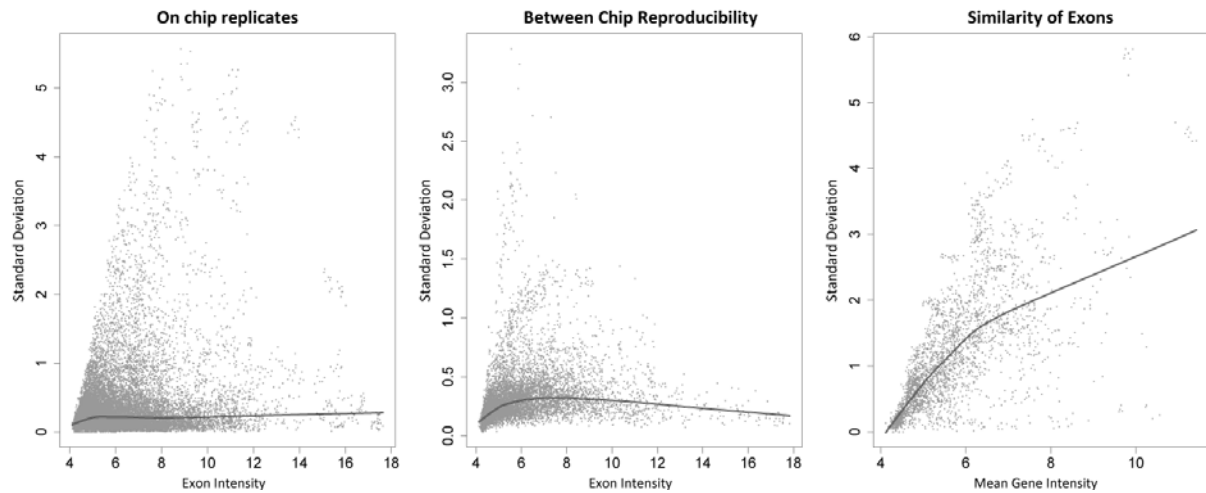 On chip replicates
Between Chip Reproducibility
Similarity of Exons
Standard Deviation
0 1 2 3 4 5
4 6 8 10 12 14 16 18
Exon Intensity
Standard Deviation
0.0 0.5 1.0 1.5 2.0 2.5 3.0
4 6 8 10 12 14 16 18
Exon Intensity
Standard Deviation
0 1 2 3 4 5 6
4 6 8 10
Mean Gene Intensity